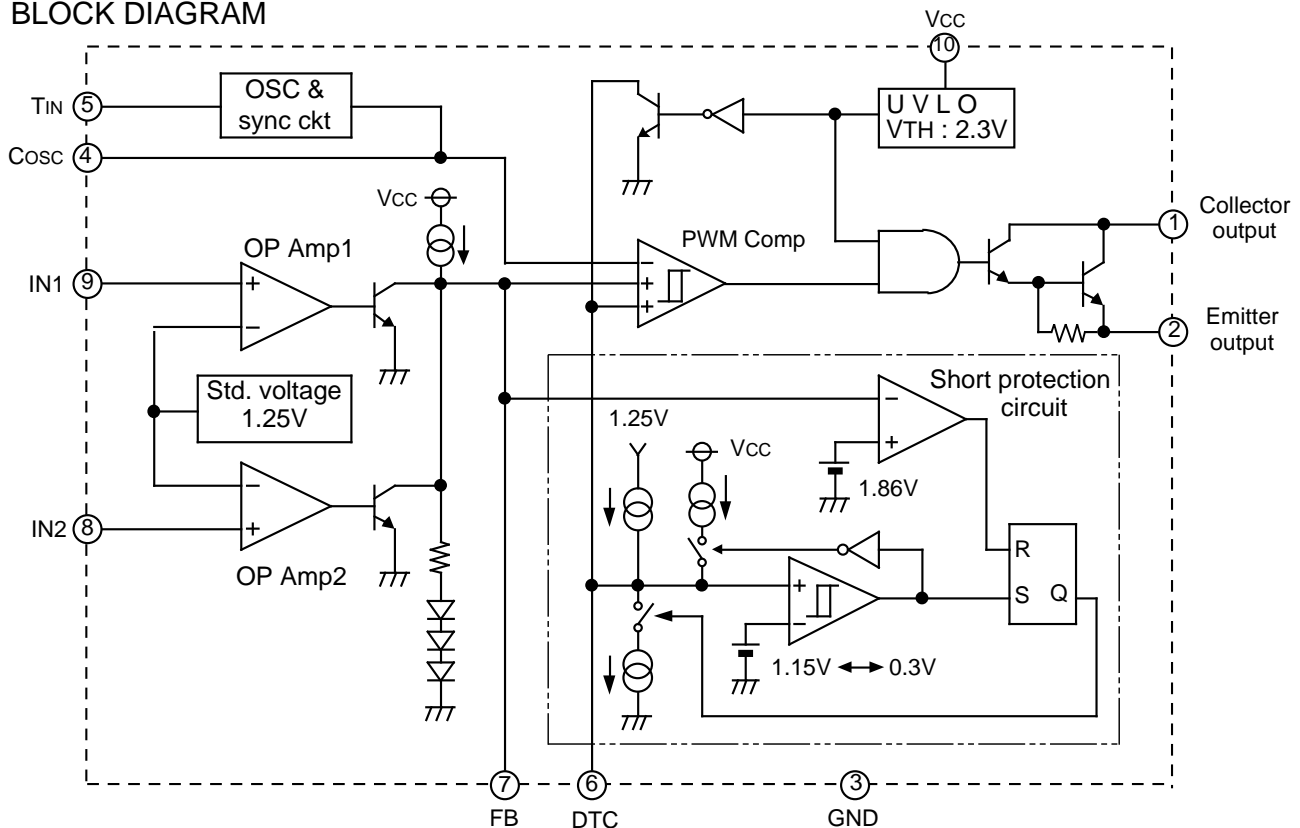 BLOCK DIAGRAM
VCC
10
TIN
5
OSC &
sync ckt
U V L O
VTH : 2.3V
COSC
4
VCC
OP Amp1
PWM Comp
1
Collector
output
IN1
9
+
−
−
+
+
2
Emitter
output
Std. voltage
1.25V
Short protection
circuit
1.25V
VCC
−
+
1.86V
IN2
8
−
+
OP Amp2
R
S
Q
+
−
1.15V
0.3V
7
6
3
FB
DTC
GND